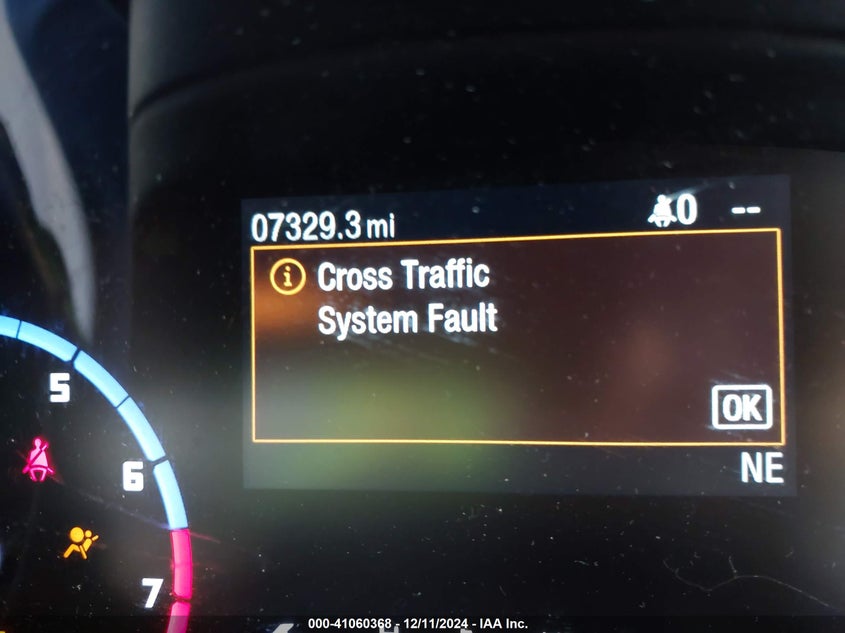 07329.3 mi
0 --
Cross Traffic
System Fault
OK
NE
5
6
7
000-41060368 - 12/11/2024 - IAA Inc.